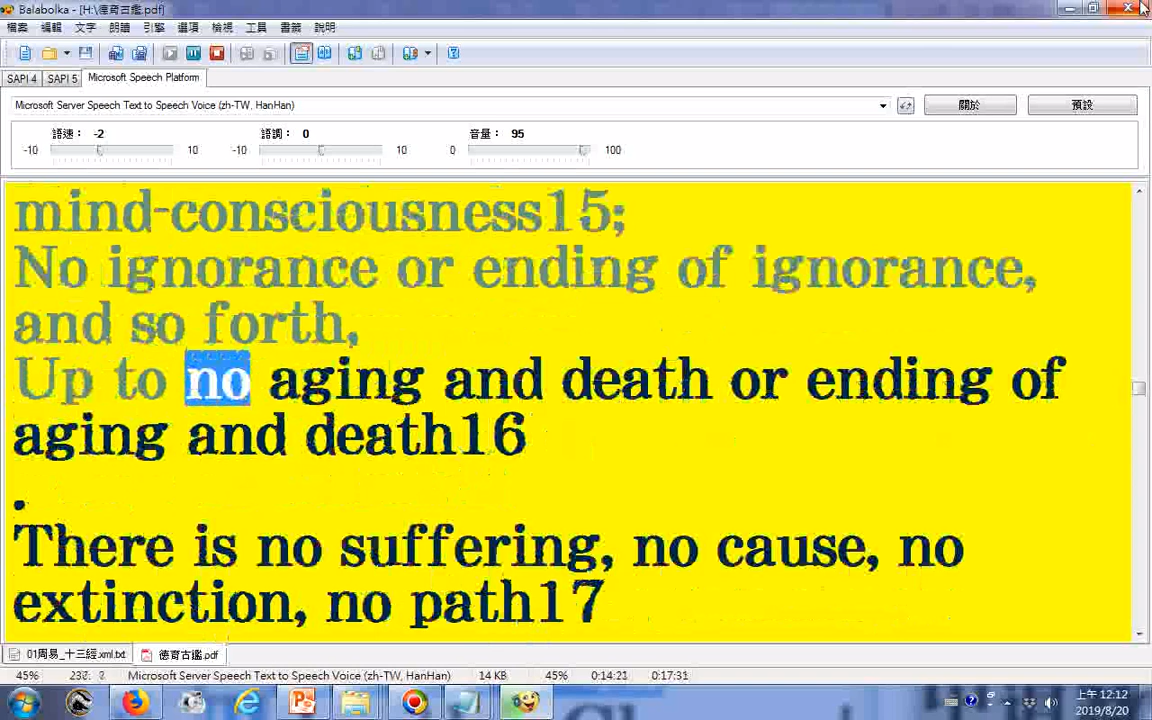 Balabolka - [H:\德育古鑑.pdf]
檔案 編輯 文字 朗讀 引擎 選項 檢視 工具 書籤 說明
SAPI 4 SAPI 5 Microsoft Speech Platform
Microsoft Server Speech Text to Speech Voice (zh-TW, HanHan) 關於 預設
語速： -2 語調： 0 音量： 95
-10 10 -10 10 0 100
mind-consciousness15;
No ignorance or ending of ignorance,
and so forth,
Up to no aging and death or ending of
aging and death16
.
There is no suffering, no cause, no
extinction, no path17
01周易_十三經.xml.txt 德育古鑑.pdf
45% Microsoft Server Speech Text to Speech Voice (zh-TW, HanHan) 14 KB 45% 0:14:21 0:17:31
上午 12:12
2019/8/20